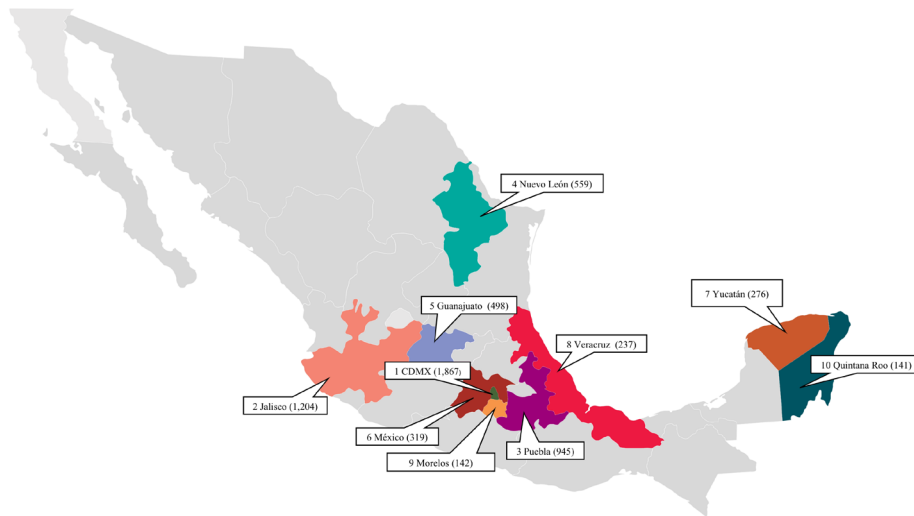 4 Nuevo León (559)
7 Yucatán (276)
5 Guanajuato (498)
8 Veracruz (237)
10 Quintana Roo (141)
1 CDMX (1,867)
2 Jalisco (1,204)
6 México (319)
3 Puebla (945)
9 Morelos (142)